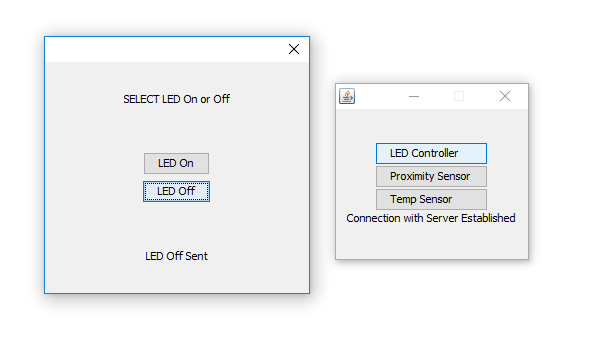 SELECT LED On or Off
LED On
LED Off
LED Off Sent
LED Controller
Proximity Sensor
Temp Sensor
Connection with Server Established